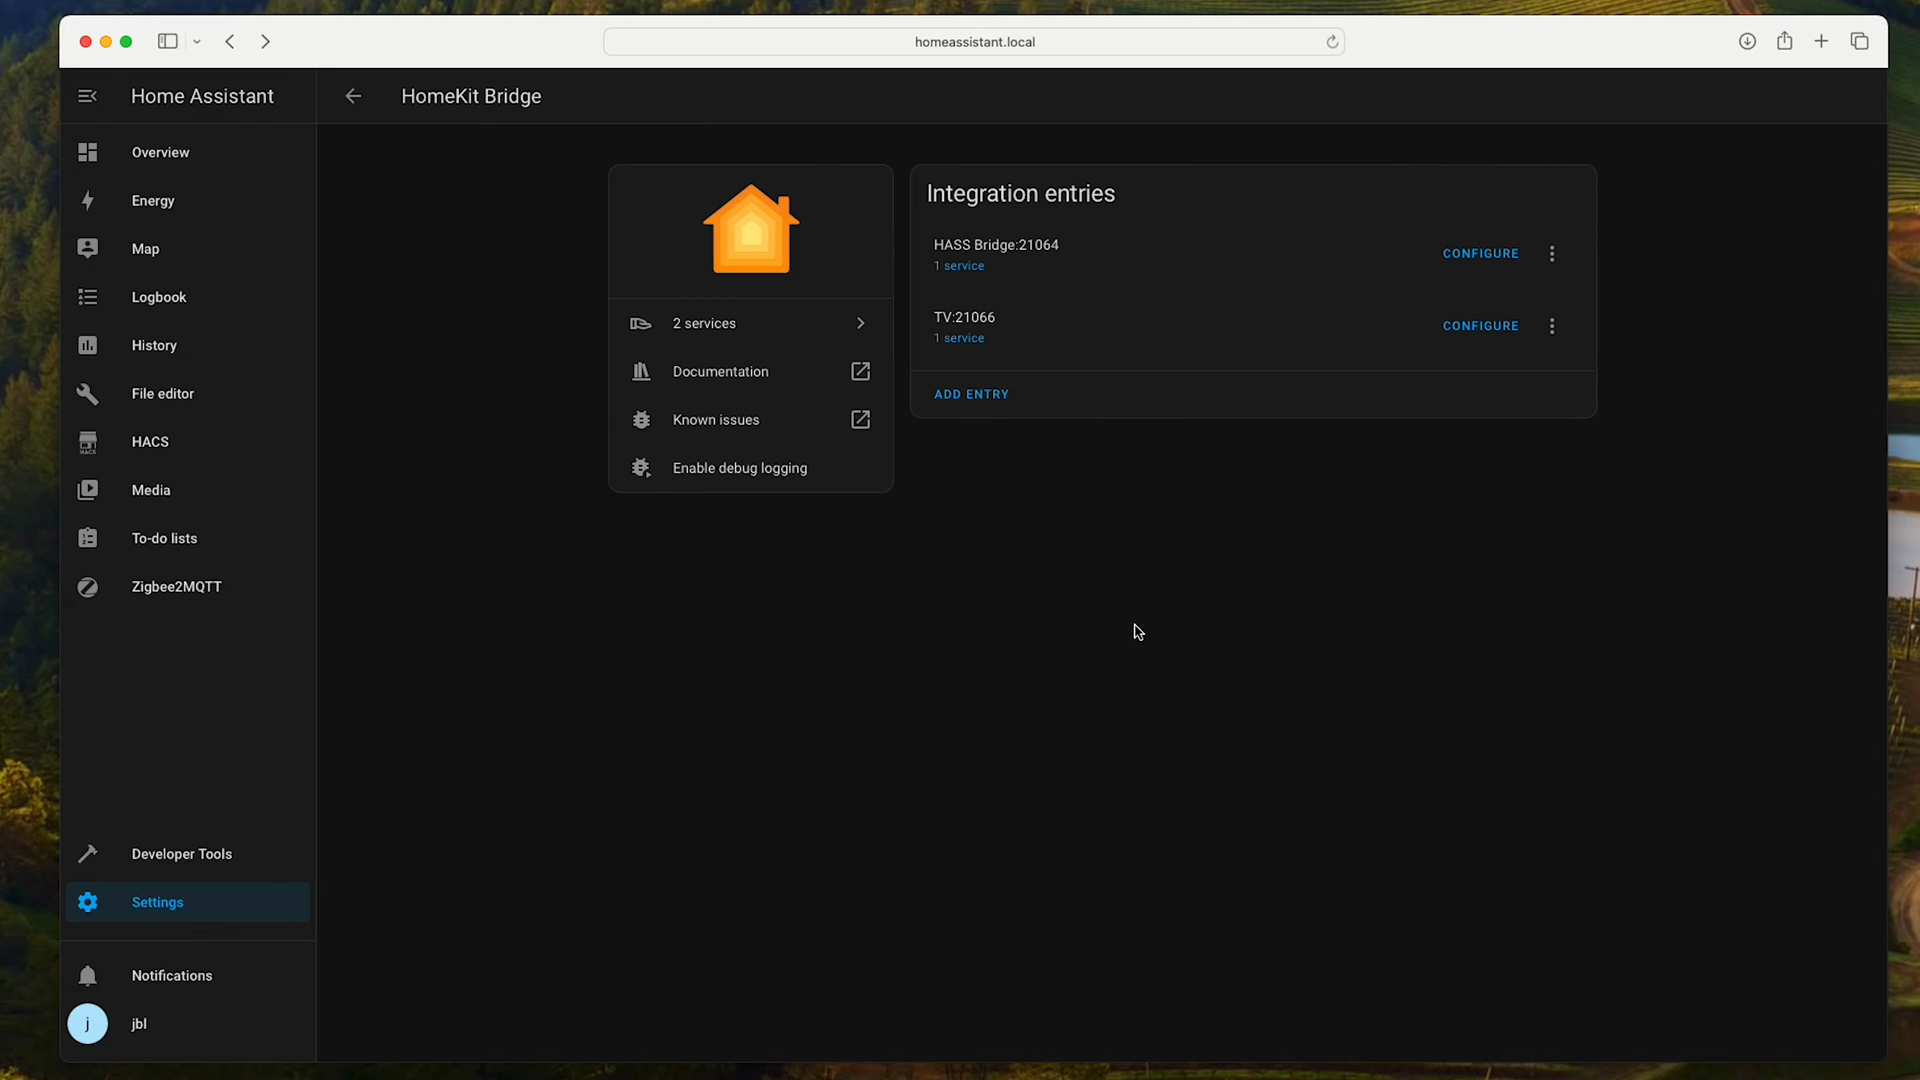 homeassistant.local
Home Assistant
HomeKit Bridge
Overview
Energy
Map
Logbook
History
File editor
HACS
HACS
Media
To-do lists
Zigbee2MQTT
Developer Tools
Settings
Notifications
j
jbl
2 services
Documentation
Known issues
Enable debug logging
Integration entries
HASS Bridge:21064
1 service
CONFIGURE
TV:21066
1 service
CONFIGURE
ADD ENTRY